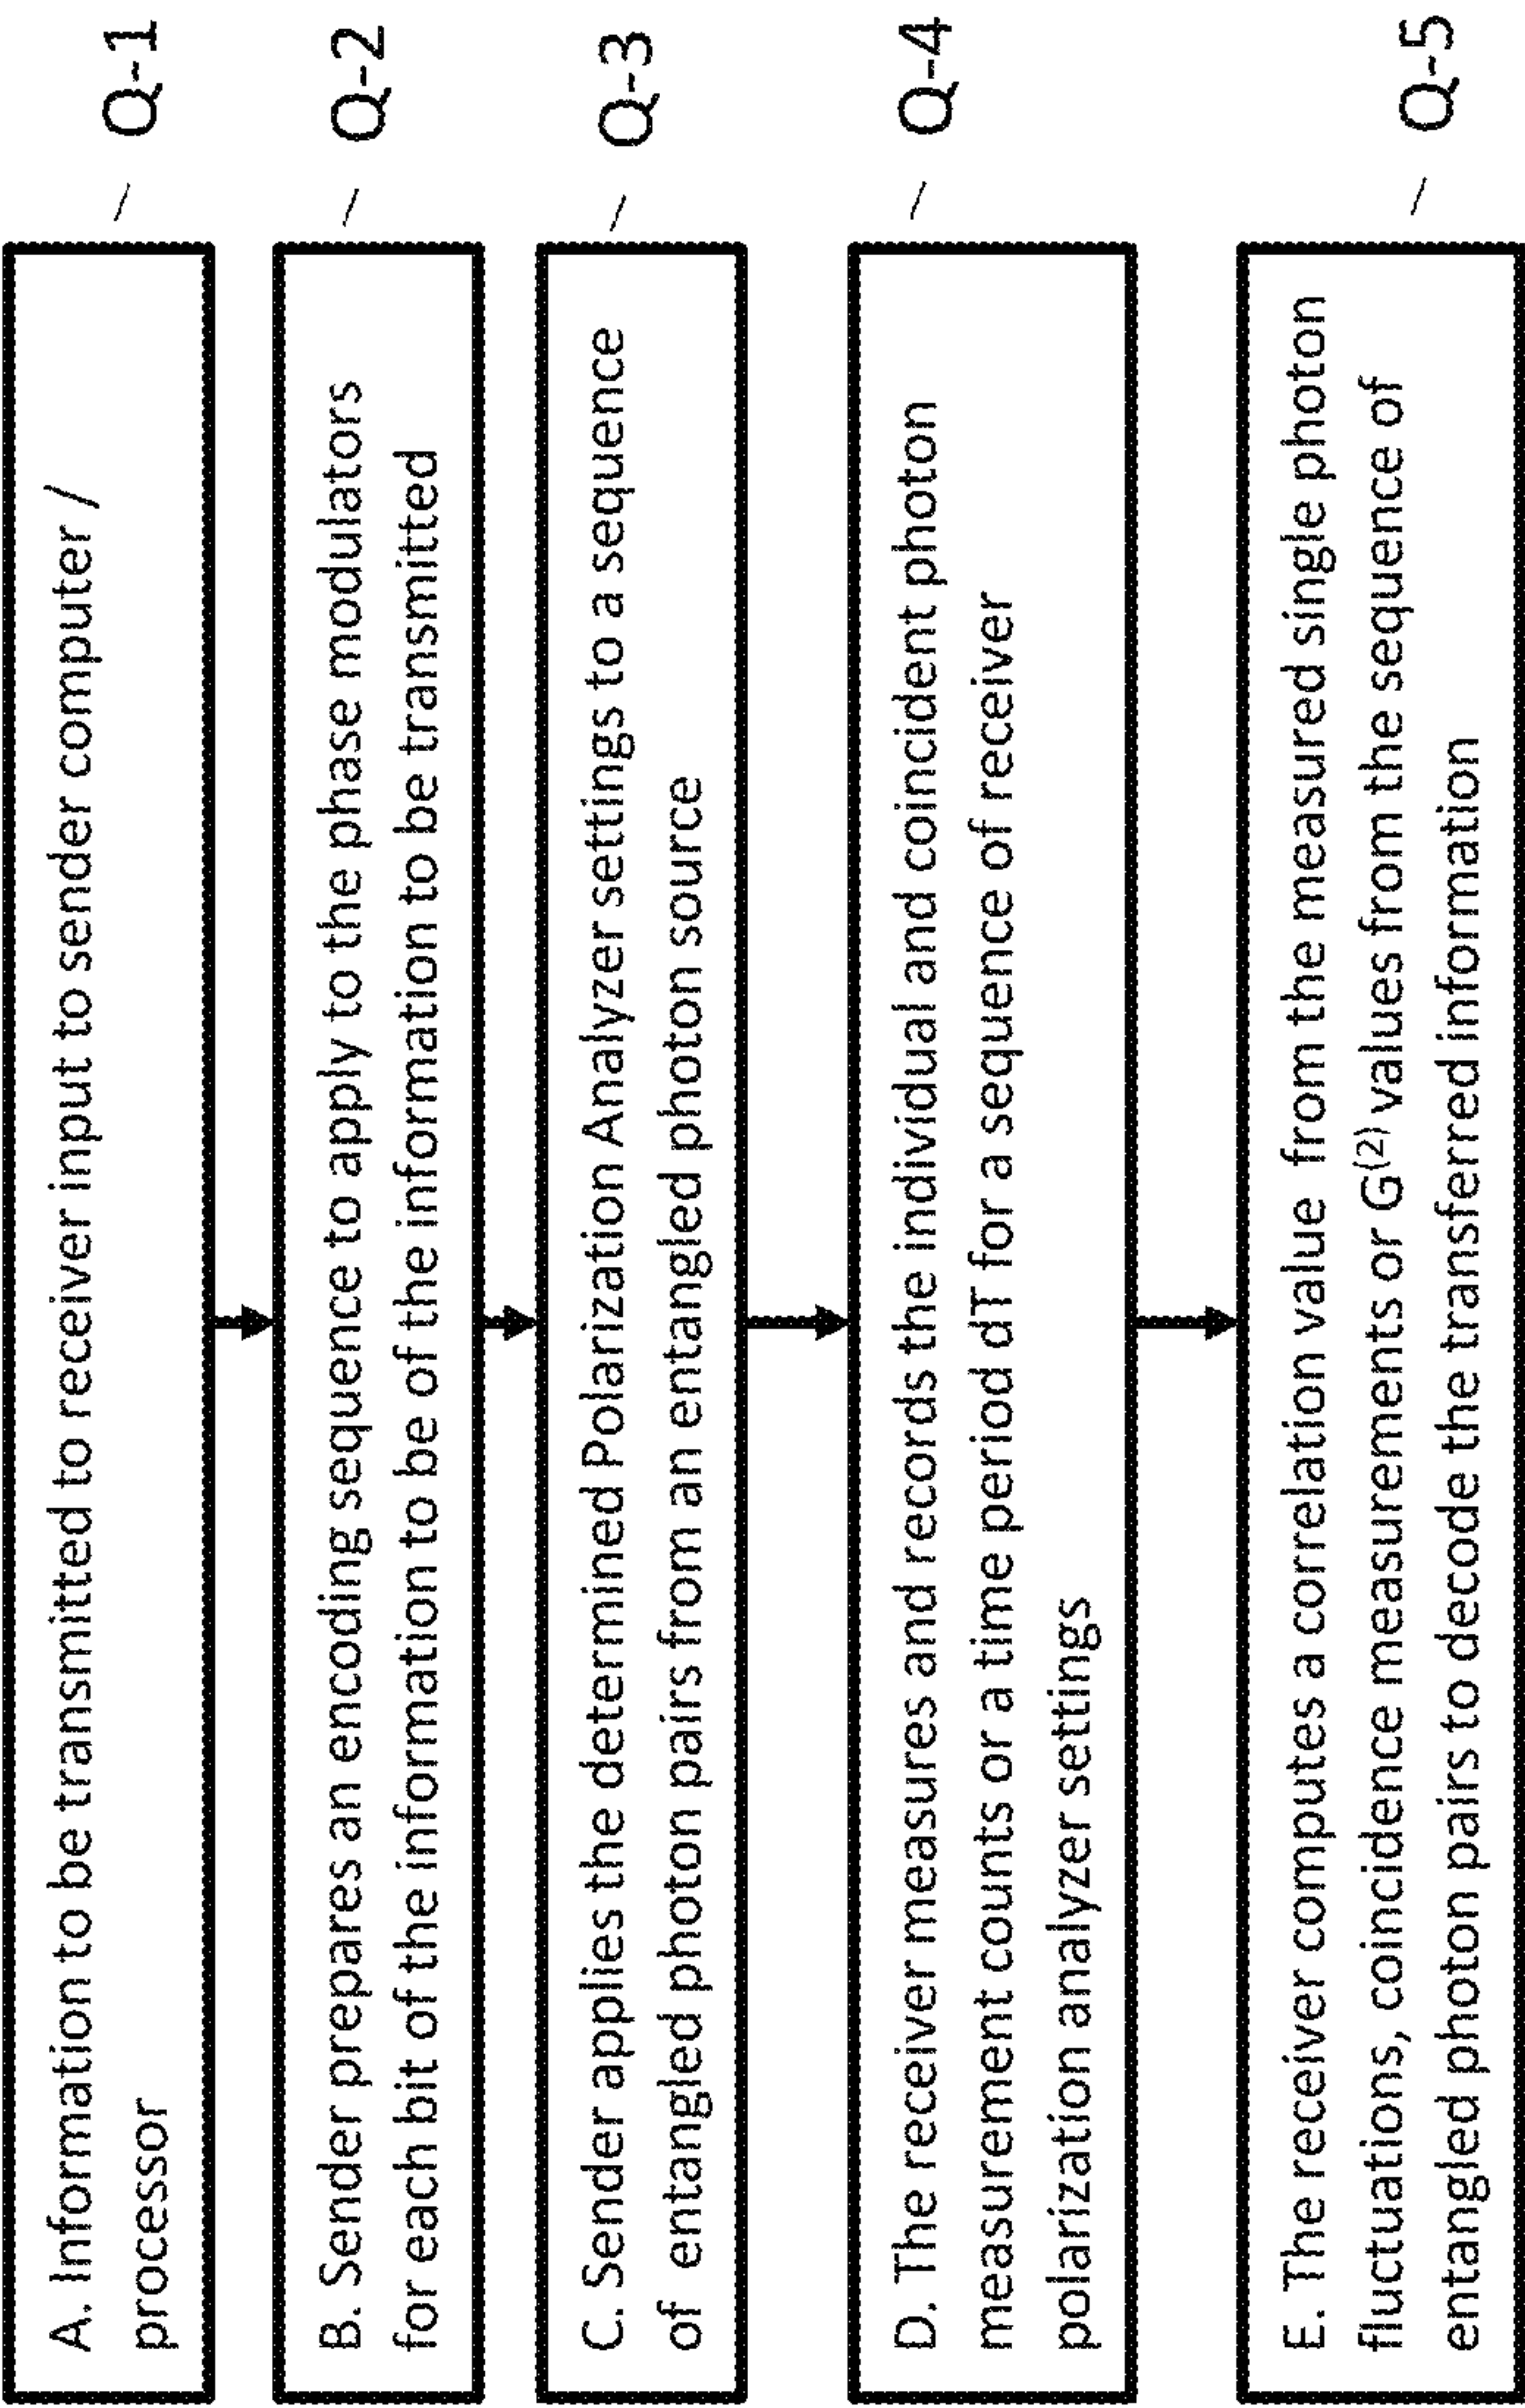 A. Information to be transmitted to receiver input to sender computer /
processor
Q-1
B. Sender prepares an encoding sequence to apply to the phase modulators
for each bit of the information to be of the information to be transmitted
Q-2
C. Sender applies the determined Polarization Analyzer settings to a sequence
of entangled photon pairs from an entangled photon source
Q-3
D. The receiver measures and records the individual and coincident photon
measurement counts or a time period dT for a sequence of receiver
polarization analyzer settings
Q-4
E. The receiver computes a correlation value from the measured single photon
fluctuations, coincidence measurements or G⁽²⁾ values from the sequence of
entangled photon pairs to decode the transferred information
Q-5